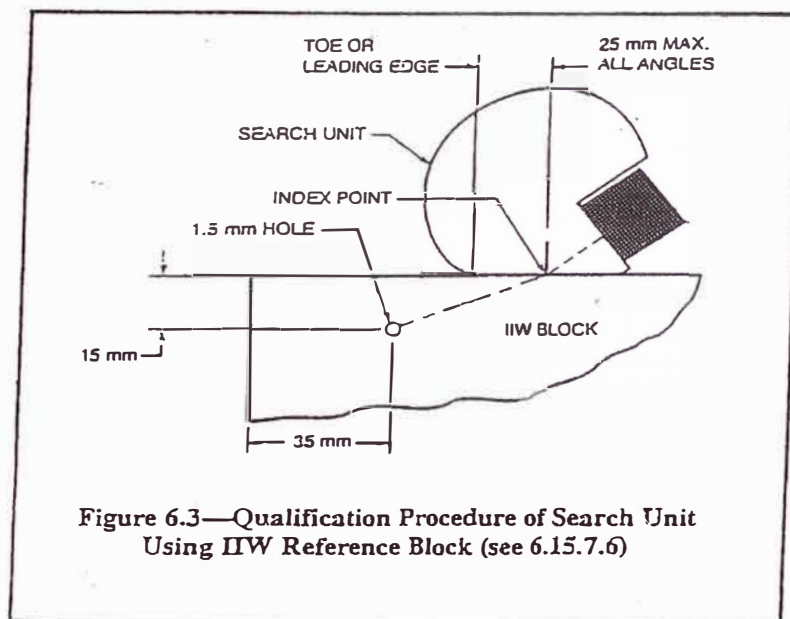 TOE OR
LEADING EDGE
25 mm MAX.
ALL ANGLES
SEARCH UNIT
INDEX POINT
1.5 mm HOLE
15 mm
IIW BLOCK
35 mm
Figure 6.3—Qualification Procedure of Search Unit
Using IIW Reference Block (see 6.15.7.6)